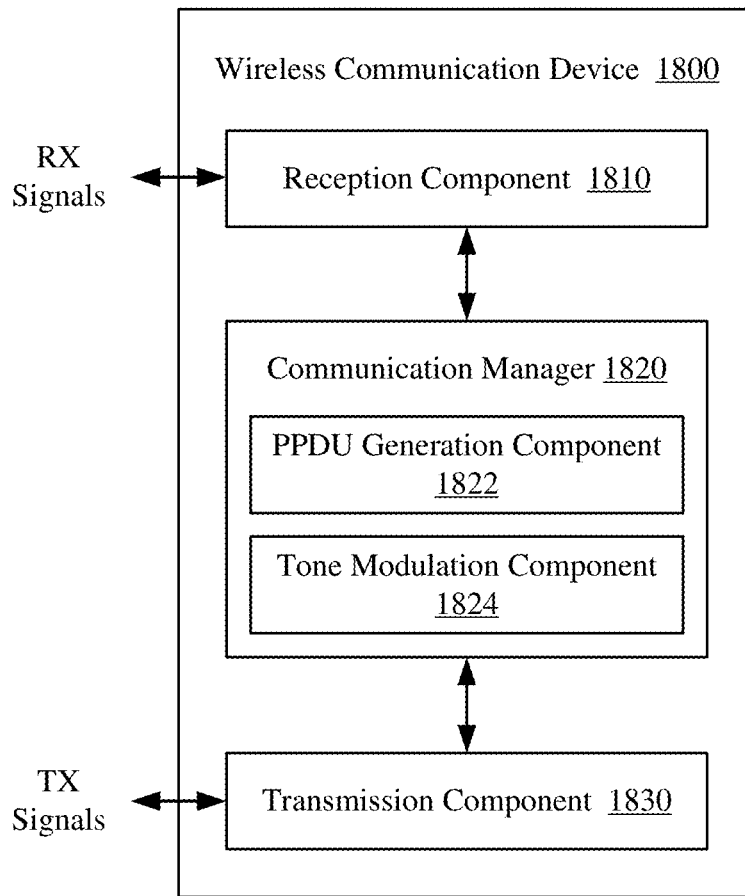 Wireless Communication Device 1800
RX
Signals
Reception Component 1810
Communication Manager 1820
PPDU Generation Component
1822
Tone Modulation Component
1824
TX
Signals
Transmission Component 1830